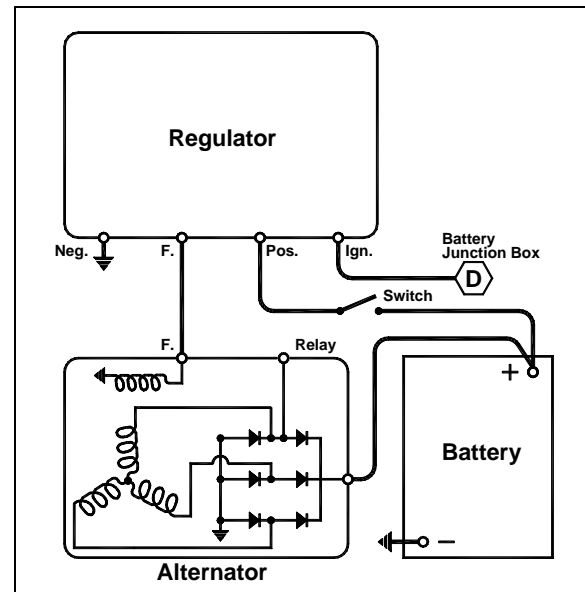 Regulator
Neg.
F.
Pos.
Ign.
Battery
Junction Box
D
Switch
F.
Relay
+
Battery
−
Alternator